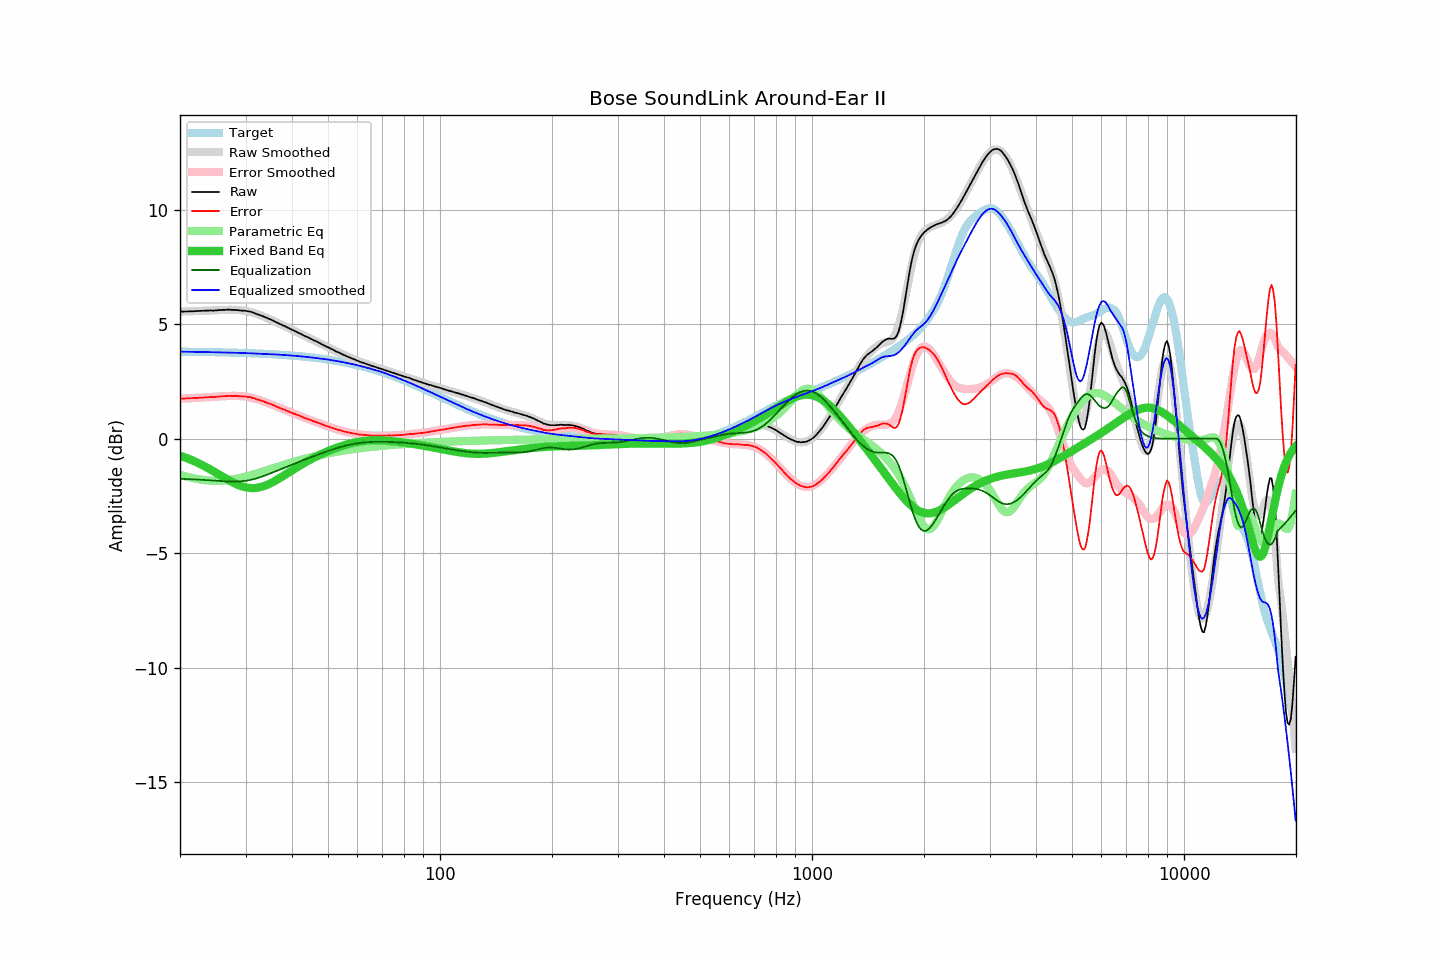 Bose SoundLink Around-Ear II
Target
Raw Smoothed
Error Smoothed
Raw
Error
Parametric Eq
Fixed Band Eq
Equalization
Equalized smoothed
10
5
0
−5
−10
−15
Amplitude (dBr)
100
1000
10000
Frequency (Hz)